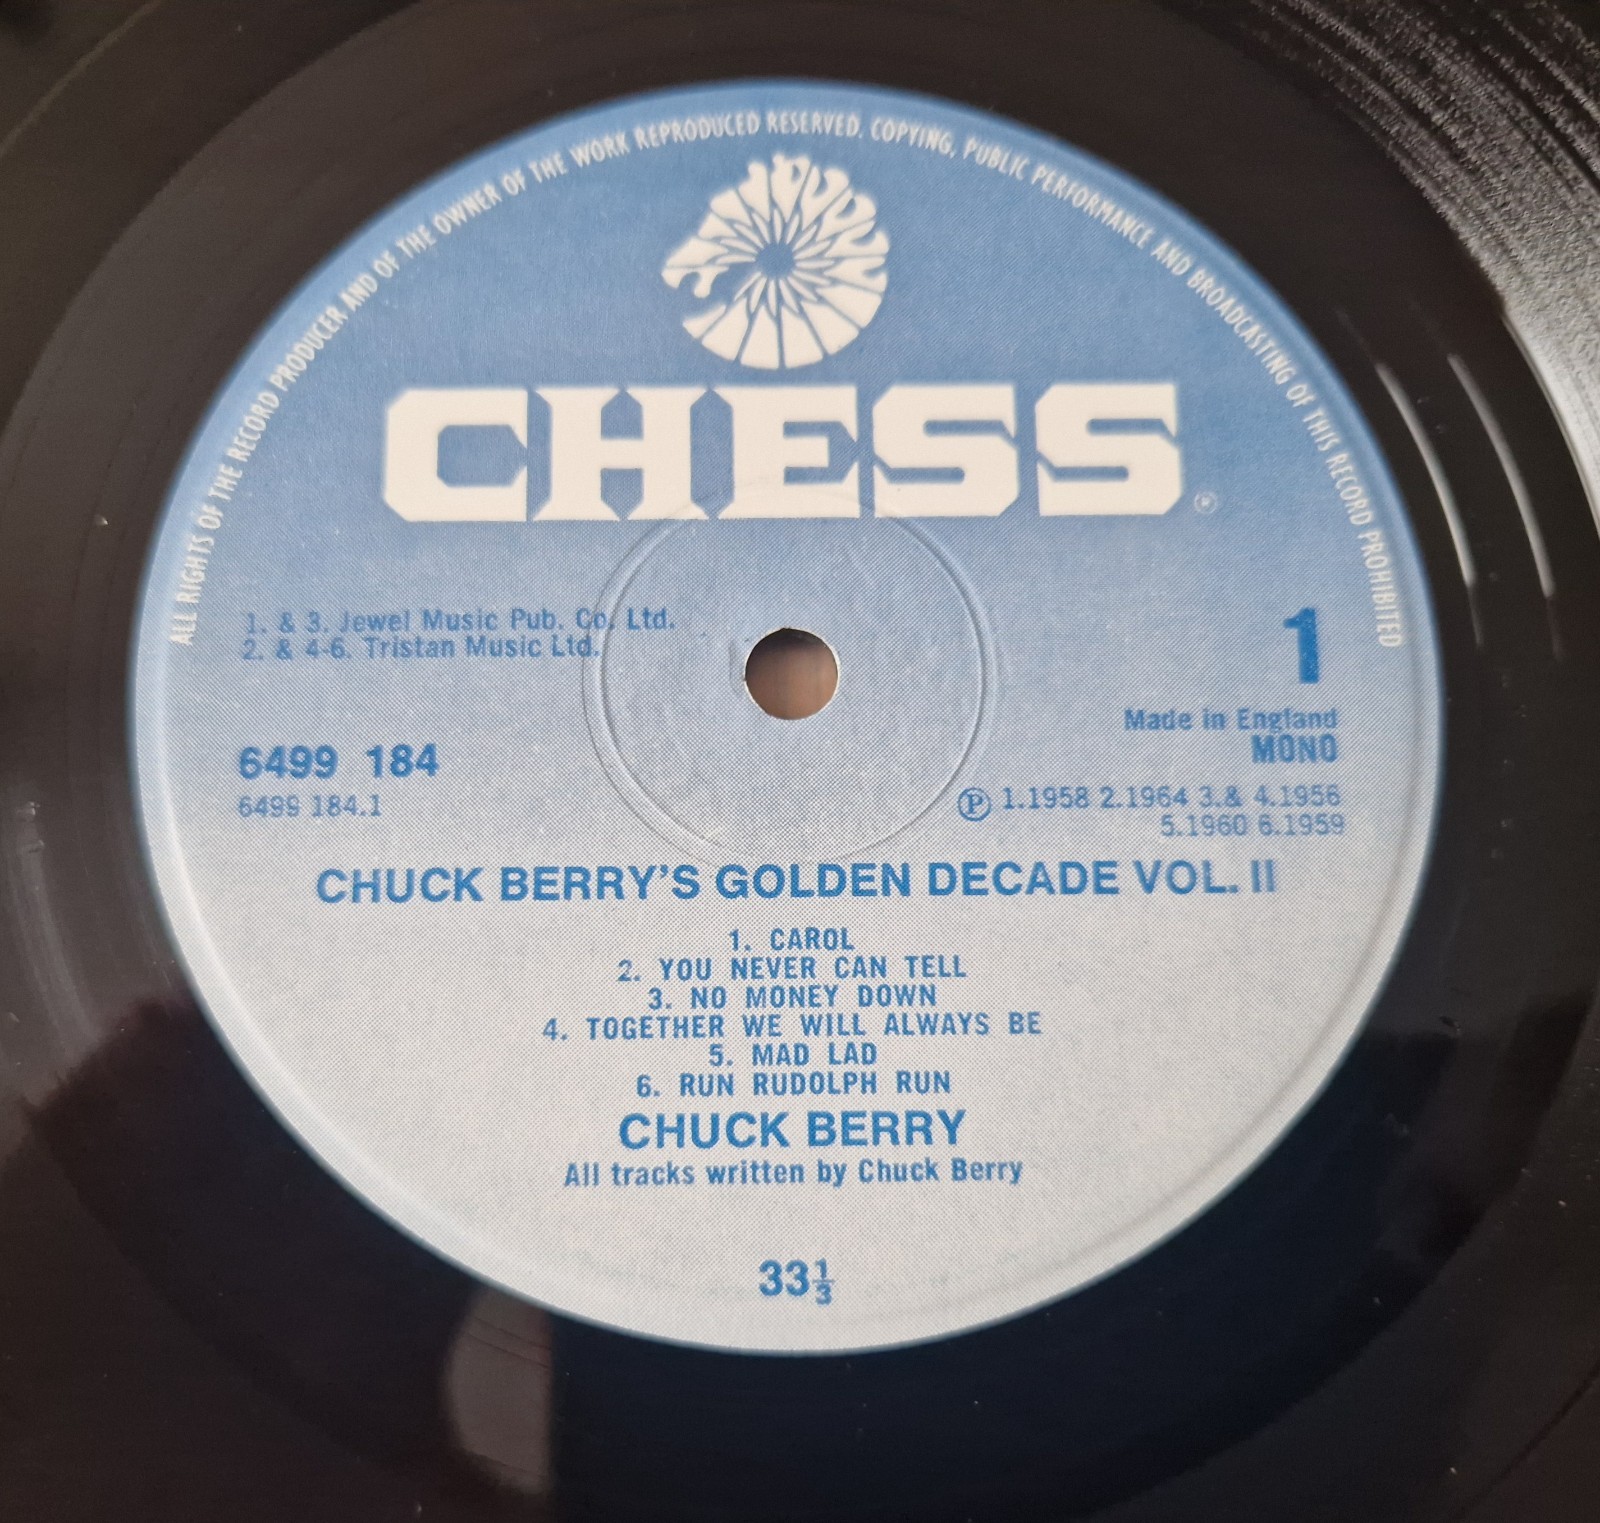 ALL RIGHTS OF THE RECORD PRODUCER AND OF THE OWNER OF THE WORK REPRODUCED RESERVED. COPYING, PUBLIC PERFORMANCE AND BROADCASTING OF THIS RECORD PROHIBITED
CHESS®
1. & 3. Jewel Music Pub. Co. Ltd.
2. & 4-6. Tristan Music Ltd.
1
Made in England
MONO
6499 184
6499 184.1
℗ 1.1958 2.1964 3.& 4.1956
5.1960 6.1959
CHUCK BERRY'S GOLDEN DECADE VOL. II
1. CAROL
2. YOU NEVER CAN TELL
3. NO MONEY DOWN
4. TOGETHER WE WILL ALWAYS BE
5. MAD LAD
6. RUN RUDOLPH RUN
CHUCK BERRY
All tracks written by Chuck Berry
33⅓